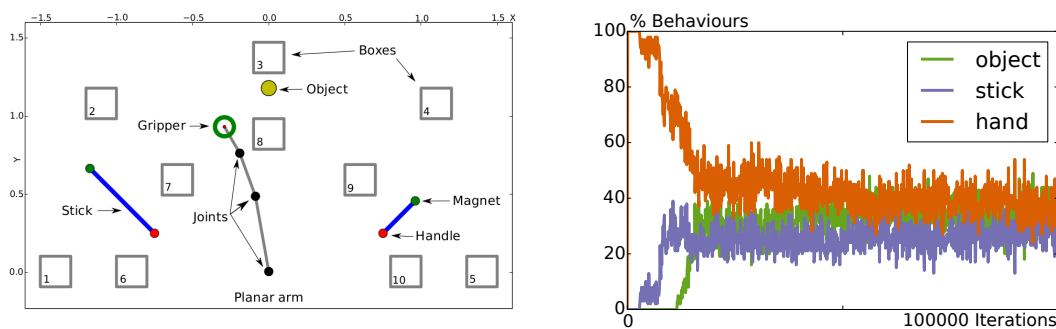 −1.5 −1.0 −0.5 0.0 0.5 1.0 1.5 X
1.5
1.0
Y
0.5
0.0
Boxes
3
Object
2
4
Gripper
8
7
9
Stick
Joints
Magnet
Handle
1
6
10
5
Planar arm
% Behaviours
100
80
60
40
20
0
object
stick
hand
0
100000 Iterations